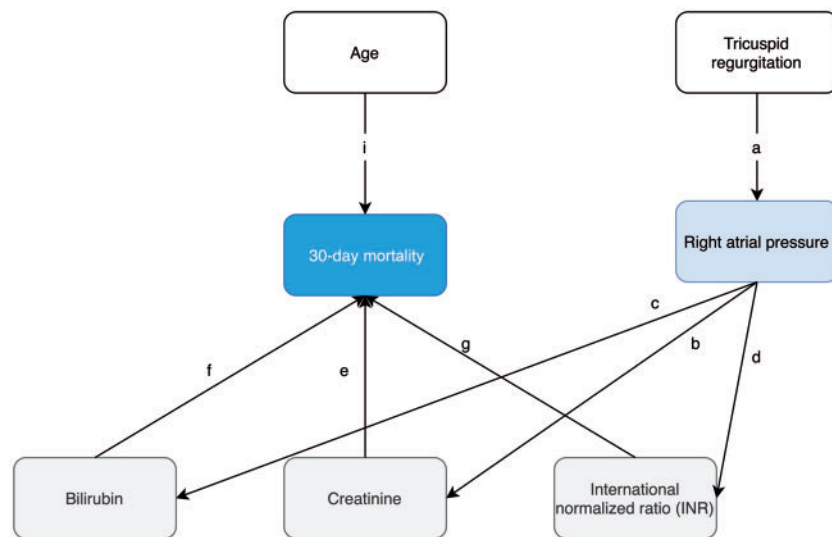 Age
Tricuspid
regurgitation
i
a
30-day mortality
Right atrial pressure
c
b
g
d
f
e
Bilirubin
Creatinine
International
normalized ratio (INR)